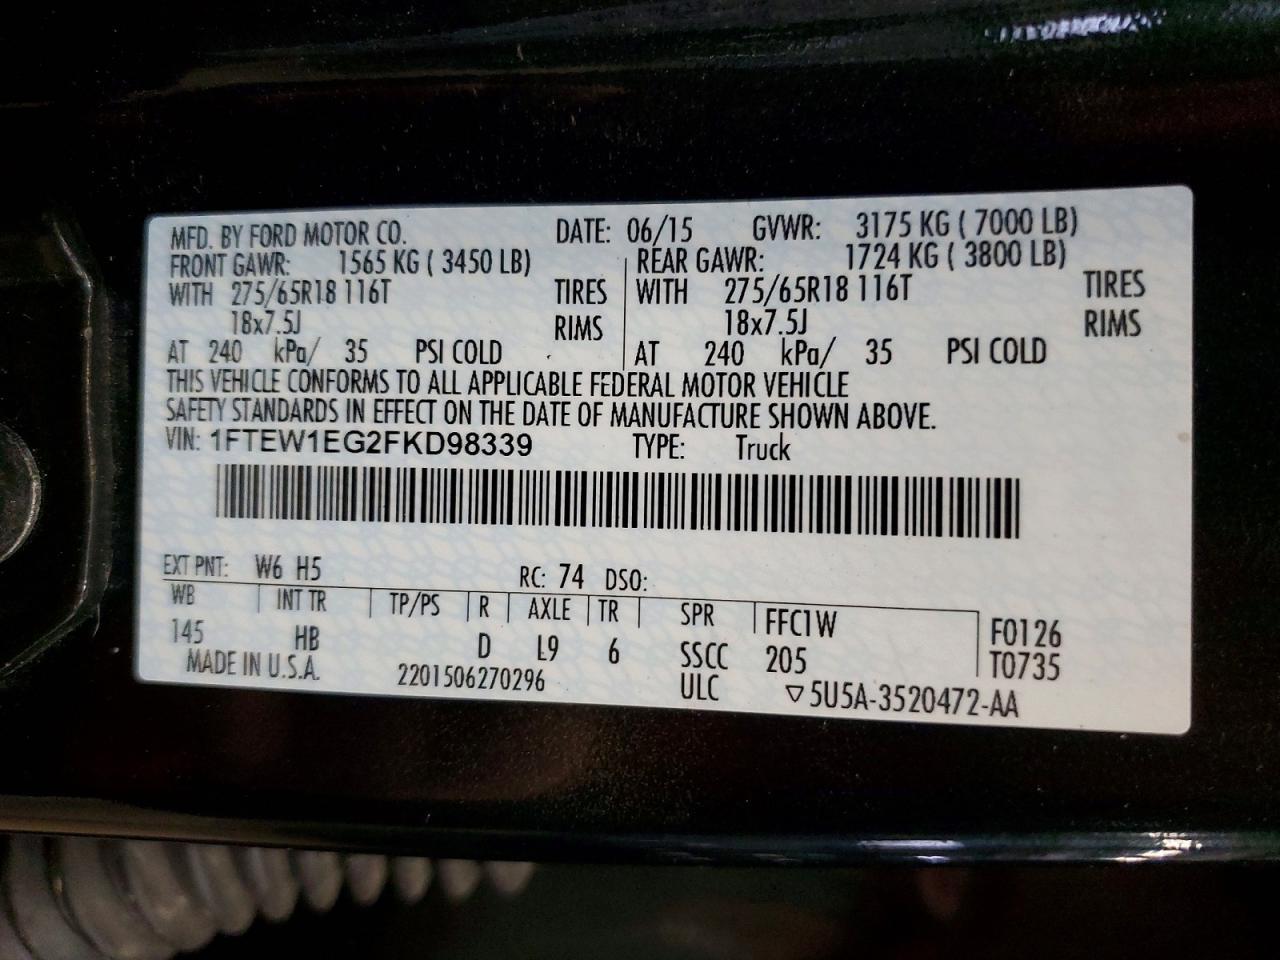 MFD. BY FORD MOTOR CO. DATE: 06/15 GVWR: 3175 KG ( 7000 LB)
FRONT GAWR: 1565 KG ( 3450 LB) REAR GAWR: 1724 KG ( 3800 LB)
WITH 275/65R18 116T TIRES WITH 275/65R18 116T TIRES
18x7.5J RIMS 18x7.5J RIMS
AT 240 kPa/ 35 PSI COLD AT 240 kPa/ 35 PSI COLD
THIS VEHICLE CONFORMS TO ALL APPLICABLE FEDERAL MOTOR VEHICLE
SAFETY STANDARDS IN EFFECT ON THE DATE OF MANUFACTURE SHOWN ABOVE.
VIN: 1FTEW1EG2FKD98339 TYPE: Truck
EXT PNT: W6 H5 RC: 74 DSO:
WB INT TR TP/PS R AXLE TR SPR FFC1W F0126
145 HB D L9 6 SSCC 205 T0735
MADE IN U.S.A. 2201506270296 ULC ▽5U5A-3520472-AA